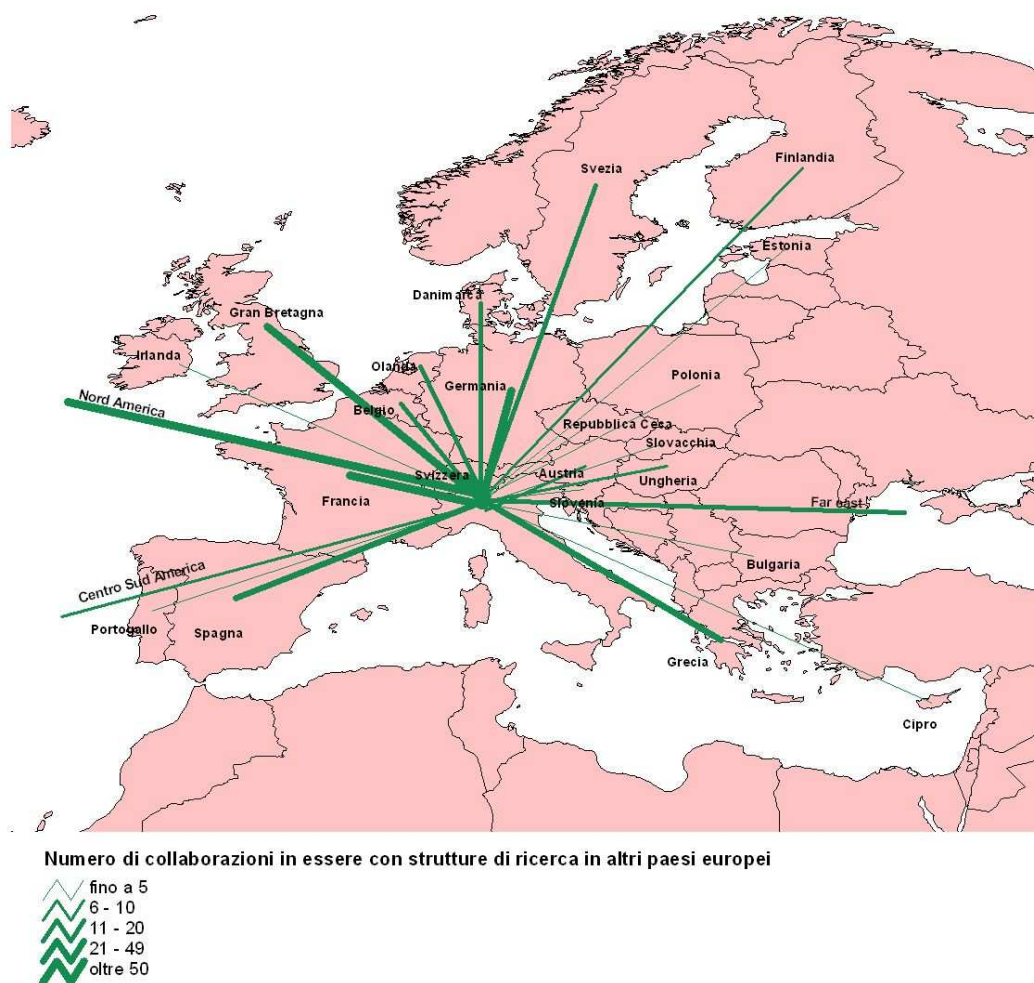 Finlandia
Svezia
Estonia
Danimarca
Gran Bretagna
Irlanda
Olanda
Germania
Polonia
Nord America
Belgio
Repubblica Ceca
Slovacchia
Svizzera
Austria
Ungheria
Francia
Slovenia
Far east
Bulgaria
Centro Sud America
Portogallo
Spagna
Grecia
Cipro
Numero di collaborazioni in essere con strutture di ricerca in altri paesi europei
fino a 5
6 - 10
11 - 20
21 - 49
oltre 50